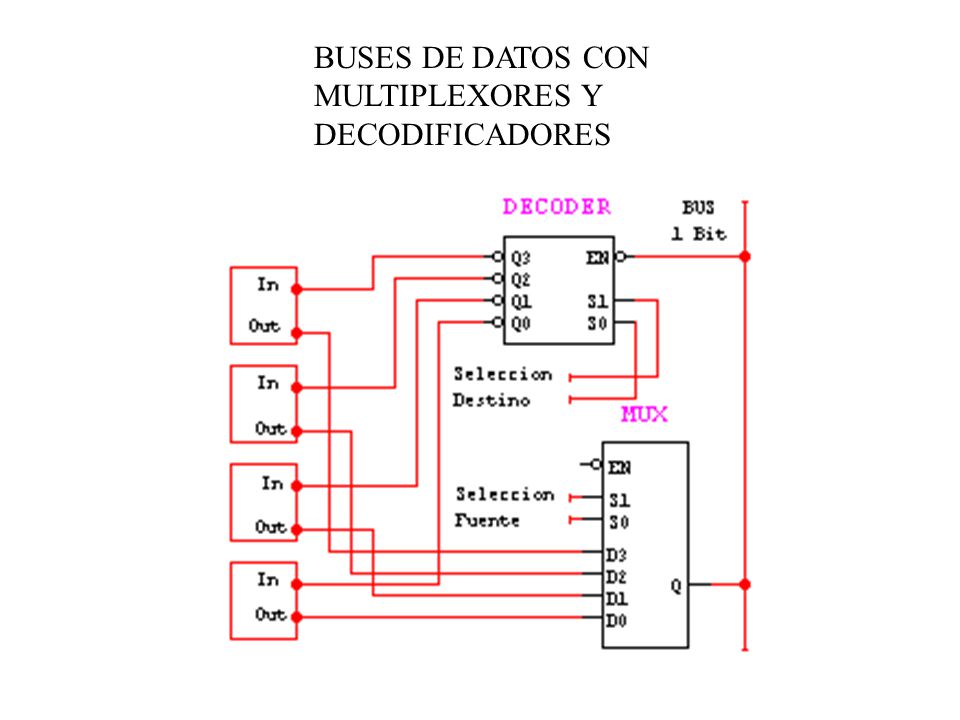 BUSES DE DATOS CON
MULTIPLEXORES Y
DECODIFICADORES
DECODER
BUS
1 Bit
Q3
EN
Q2
Q1
S1
Q0
S0
In
Out
In
Out
In
Out
In
Out
Seleccion
Destino
MUX
EN
Seleccion
Fuente
S1
S0
D3
D2
D1
D0
Q